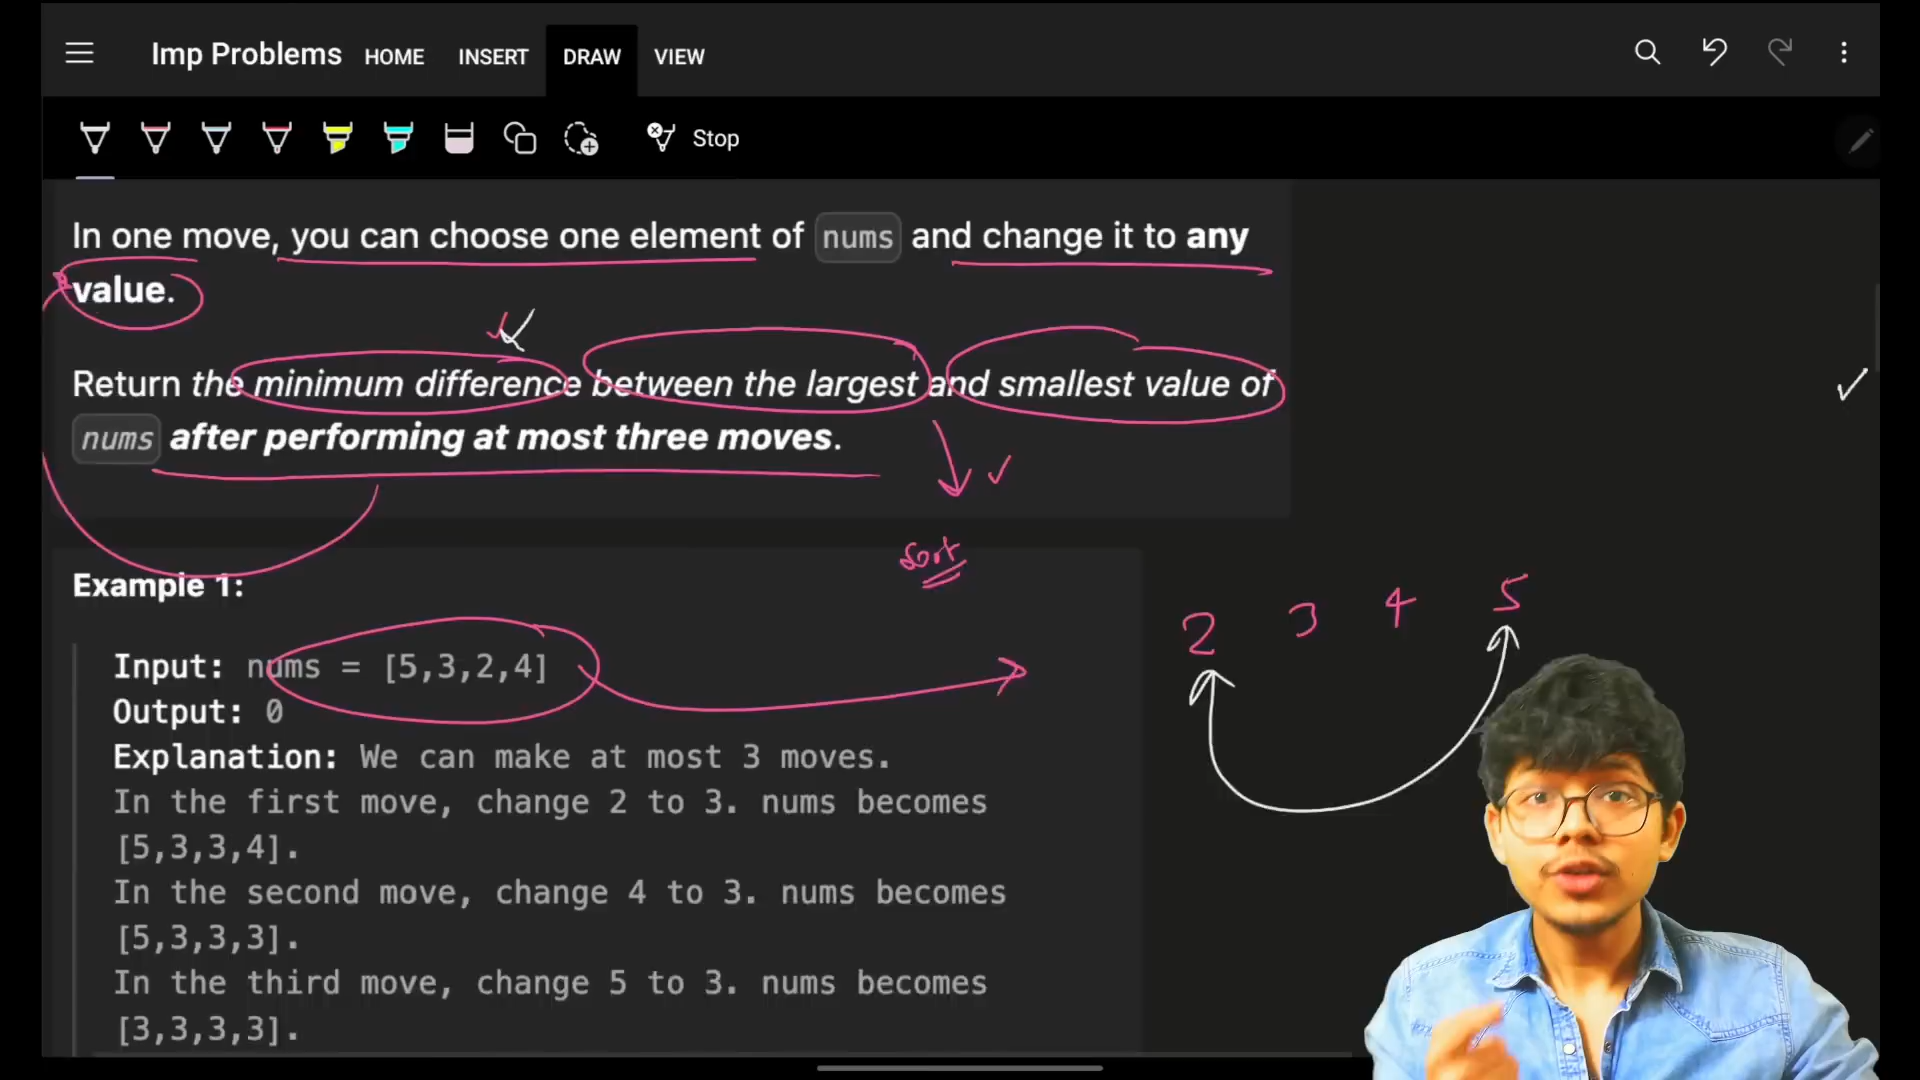 Imp Problems HOME INSERT DRAW VIEW
Stop
In one move, you can choose one element of nums and change it to any
value.
Return the minimum difference between the largest and smallest value of
nums after performing at most three moves.
Sort
Example 1:
2 3 4 5
Input: nums = [5,3,2,4]
Output: 0
Explanation: We can make at most 3 moves.
In the first move, change 2 to 3. nums becomes
[5,3,3,4].
In the second move, change 4 to 3. nums becomes
[5,3,3,3].
In the third move, change 5 to 3. nums becomes
[3,3,3,3].